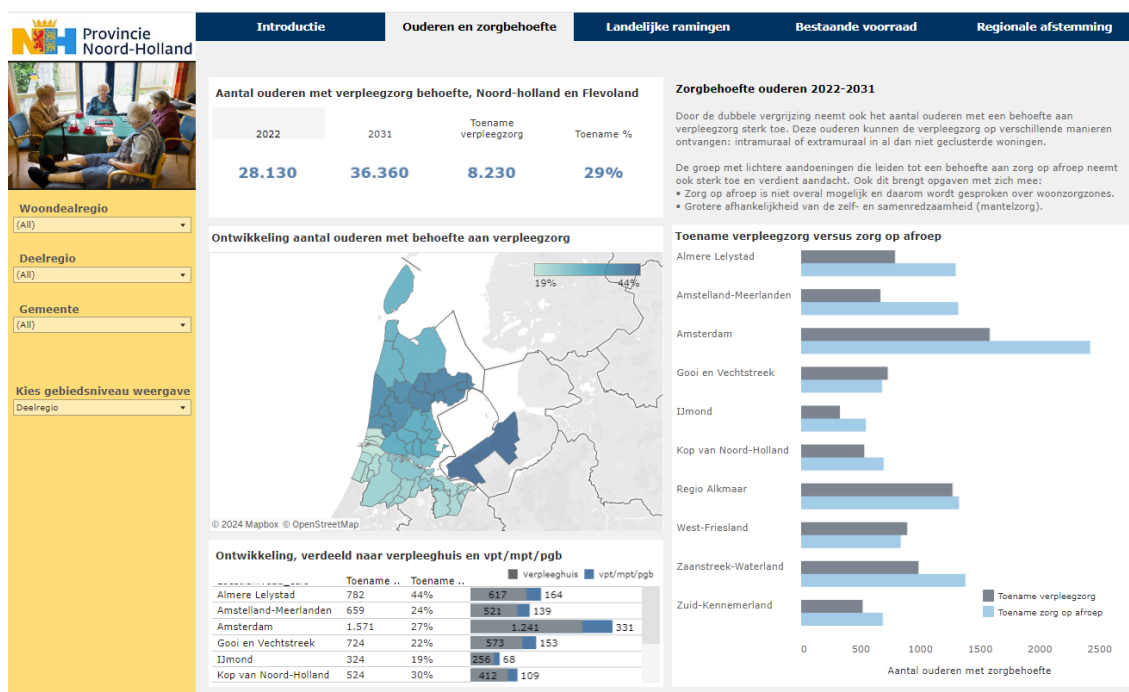 Provincie
Noord-Holland
Introductie
Ouderen en zorgbehoefte
Landelijke ramingen
Bestaande voorraad
Regionale afstemming
Woondealregio
(All)
Deelregio
(All)
Gemeente
(All)
Kies gebiedsniveau weergave
Deelregio
Aantal ouderen met verpleegzorg behoefte, Noord-holland en Flevoland
2022
2031
Toename
verpleegzorg
Toename %
28.130
36.360
8.230
29%
Ontwikkeling aantal ouderen met behoefte aan verpleegzorg
19%
44%
© 2024 Mapbox © OpenStreetMap
Ontwikkeling, verdeeld naar verpleeghuis en vpt/mpt/pgb
Verpleeghuis
vpt/mpt/pgb
Toename ..
Toename ..
Almere Lelystad 782 44% 617 164
Amstelland-Meerlanden 659 24% 521 139
Amsterdam 1.571 27% 1.241 331
Gooi en Vechtstreek 724 22% 573 153
IJmond 324 19% 256 68
Kop van Noord-Holland 524 30% 412 109
Zorgbehoefte ouderen 2022-2031
Door de dubbele vergrijzing neemt ook het aantal ouderen met een behoefte aan
verpleegzorg sterk toe. Deze ouderen kunnen de verpleegzorg op verschillende manieren
ontvangen: intramuraal of extramuraal in al dan niet geclusterde woningen.
De groep met lichtere aandoeningen die leiden tot een behoefte aan zorg op afroep neemt
ook sterk toe en verdient aandacht. Ook dit brengt opgaven met zich mee:
• Zorg op afroep is niet overal mogelijk en daarom wordt gesproken over woonzorgzones.
• Grotere afhankelijkheid van de zelf- en samenredzaamheid (mantelzorg).
Toename verpleegzorg versus zorg op afroep
Almere Lelystad
Amstelland-Meerlanden
Amsterdam
Gooi en Vechtstreek
IJmond
Kop van Noord-Holland
Regio Alkmaar
West-Friesland
Zaanstreek-Waterland
Zuid-Kennemerland
Toename verpleegzorg
Toename zorg op afroep
0 500 1000 1500 2000 2500
Aantal ouderen met zorgbehoefte